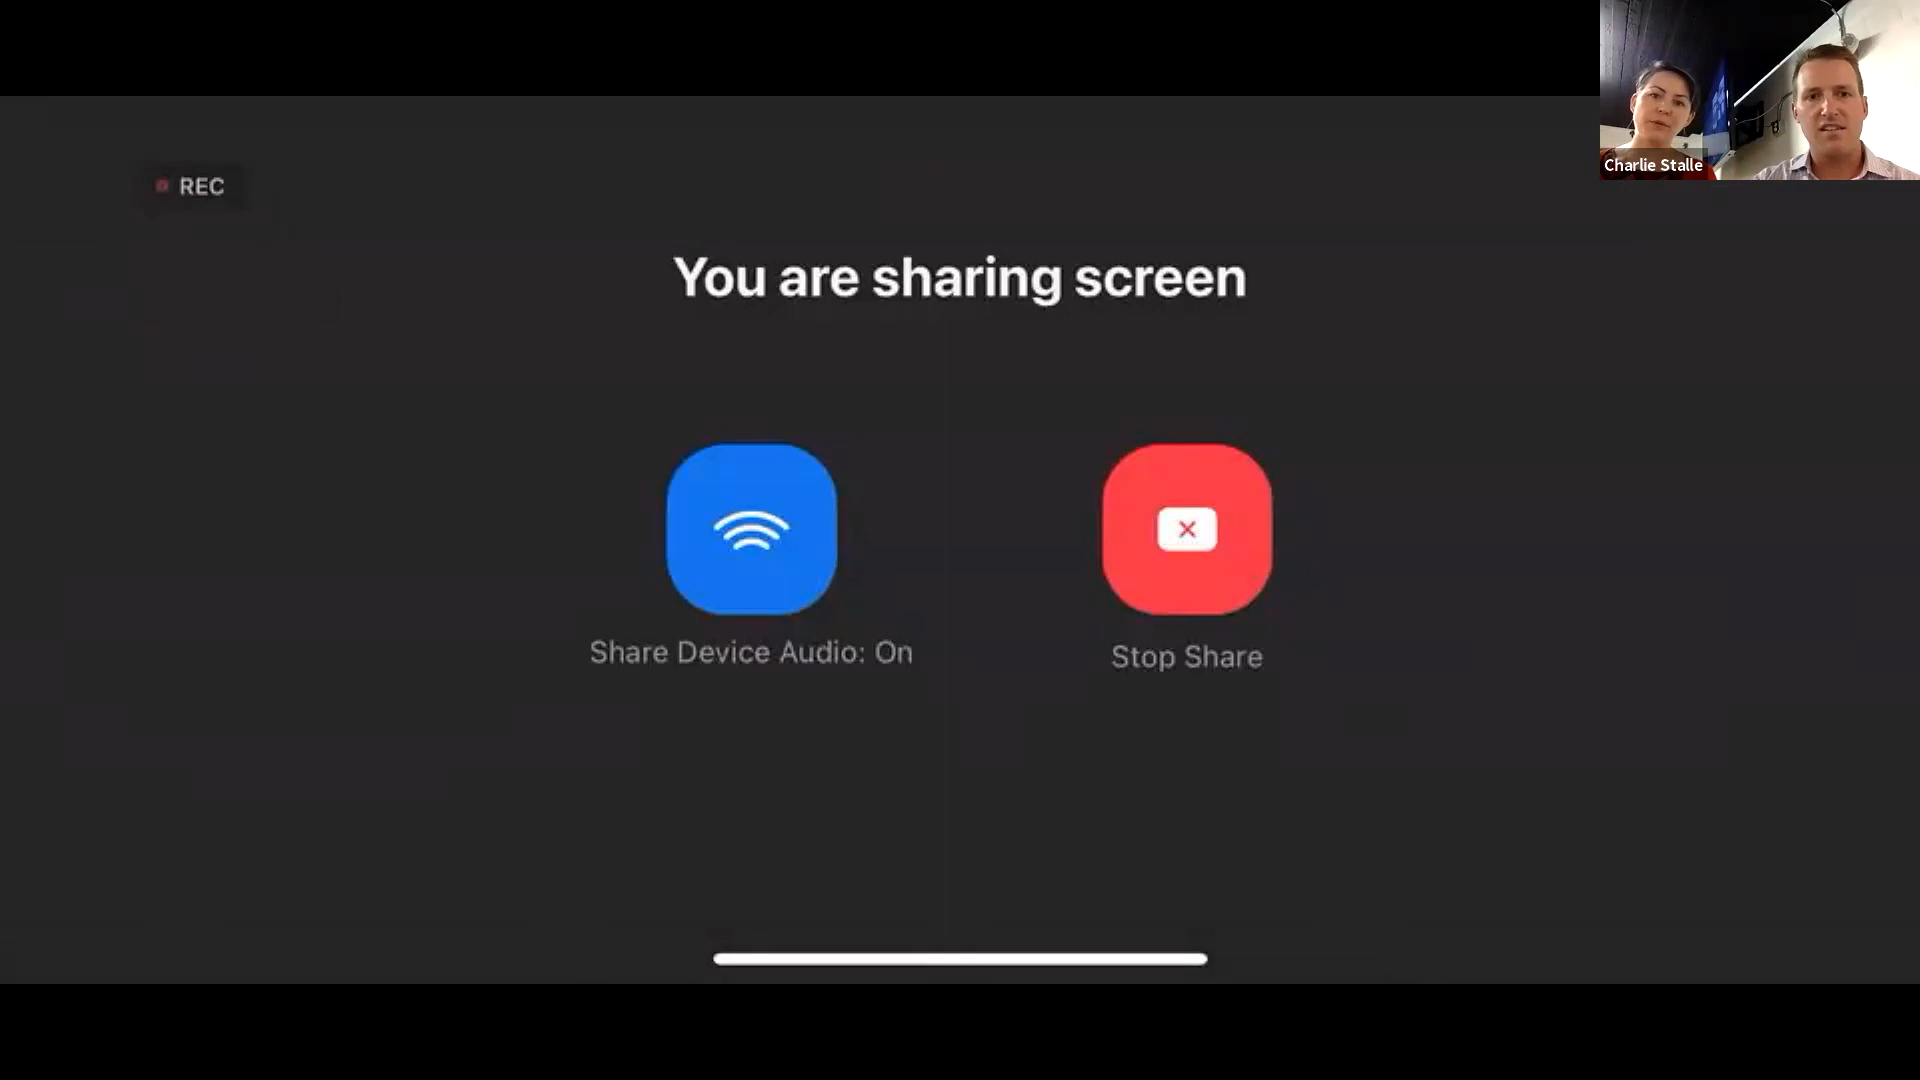 Charlie Stalle
REC
You are sharing screen
Share Device Audio: On
Stop Share